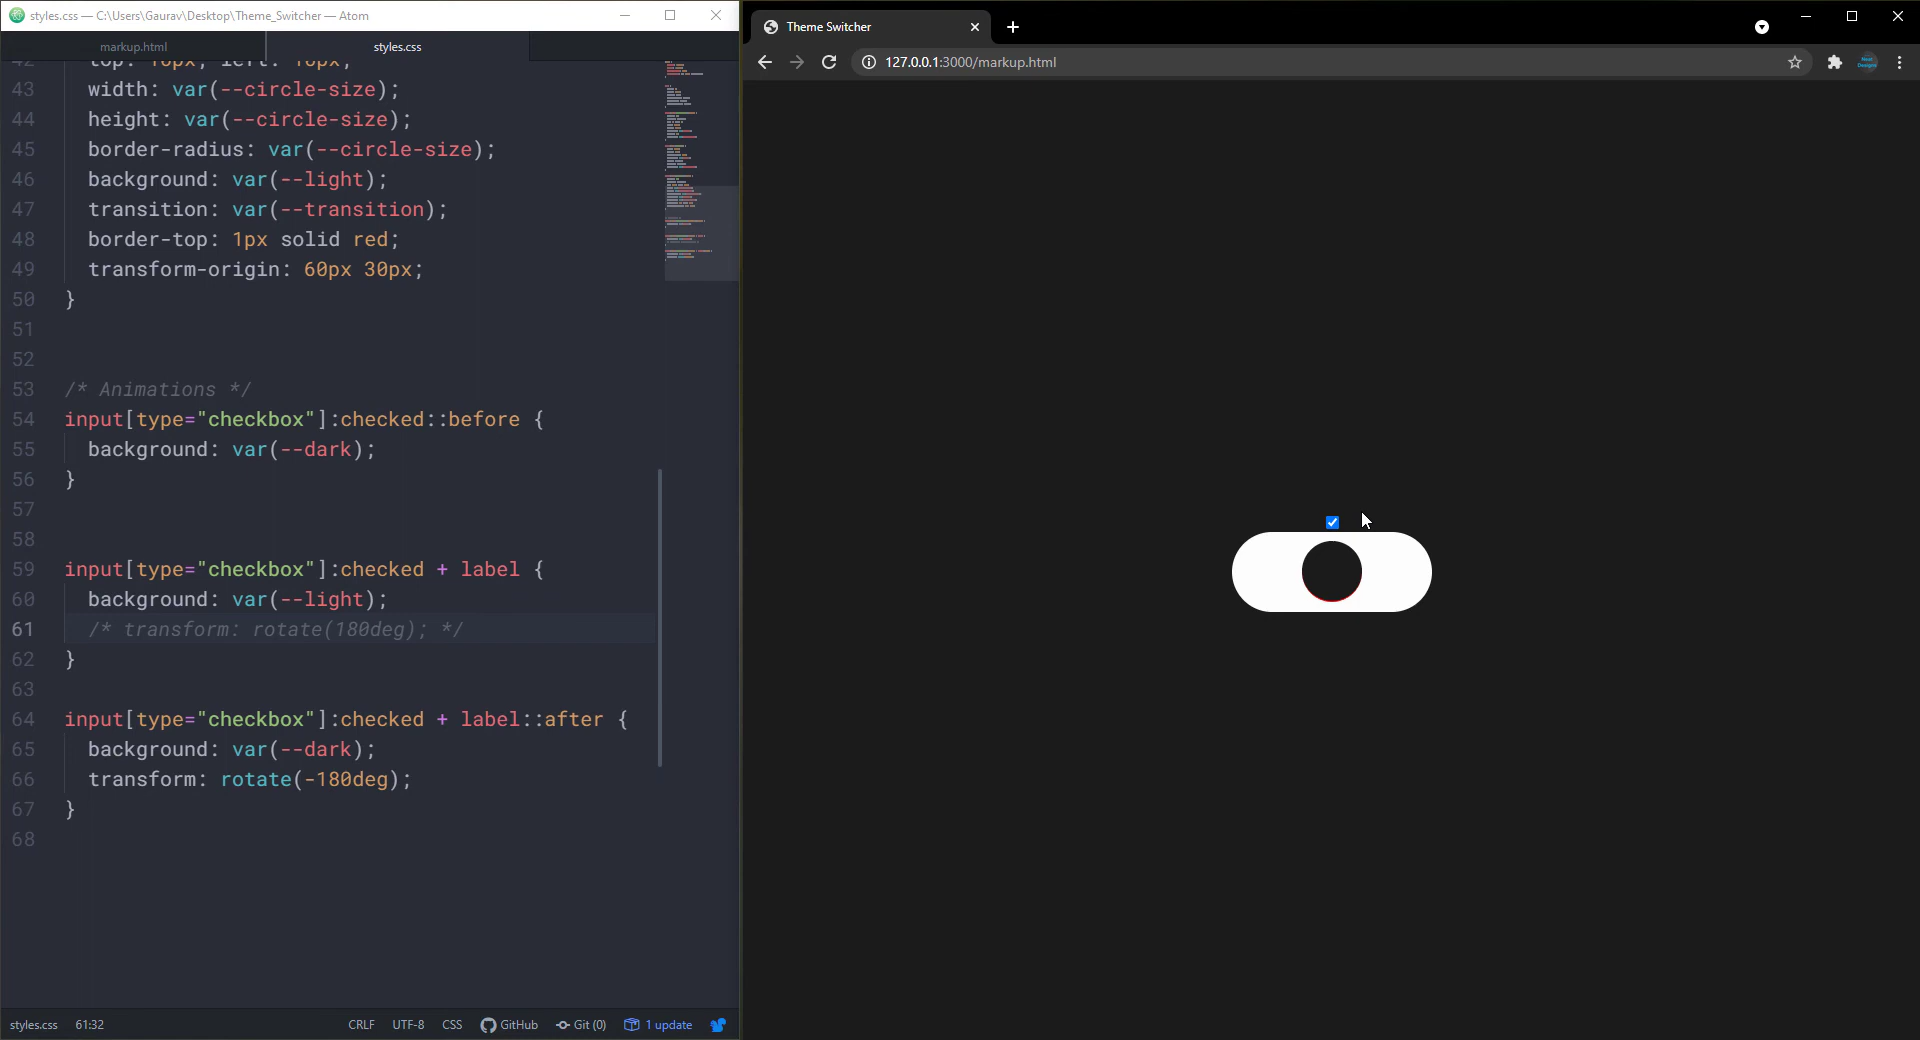 styles.css — C:\Users\Gaurav\Desktop\Theme_Switcher — Atom
markup.html
styles.css
42 top: 10px; left: 10px;
43 width: var(--circle-size);
44 height: var(--circle-size);
45 border-radius: var(--circle-size);
46 background: var(--light);
47 transition: var(--transition);
48 border-top: 1px solid red;
49 transform-origin: 60px 30px;
50 }
51
52
53 /* Animations */
54 input[type="checkbox"]:checked::before {
55 background: var(--dark);
56 }
57
58
59 input[type="checkbox"]:checked + label {
60 background: var(--light);
61 /* transform: rotate(180deg); */
62 }
63
64 input[type="checkbox"]:checked + label::after {
65 background: var(--dark);
66 transform: rotate(-180deg);
67 }
68
styles.css 61:32 CRLF UTF-8 CSS GitHub Git (0) 1 update
Theme Switcher
127.0.0.1:3000/markup.html